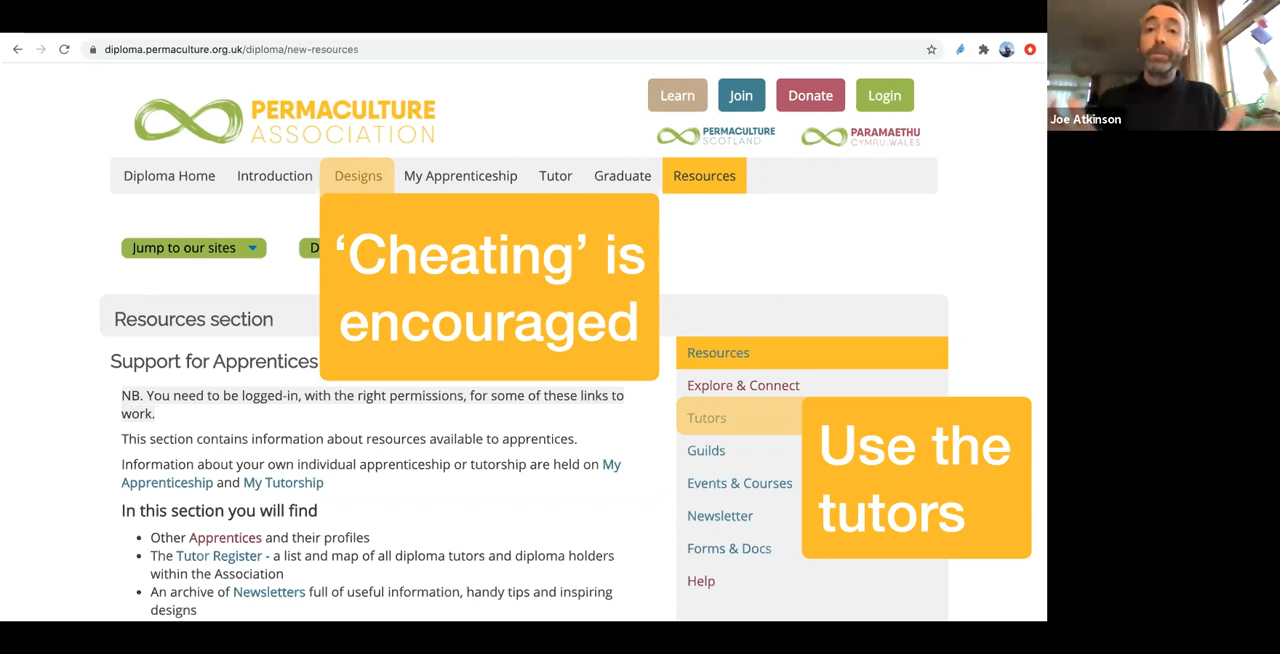 diploma.permaculture.org.uk/diploma/new-resources
Joe Atkinson
PERMACULTURE
ASSOCIATION
Learn
Join
Donate
Login
PERMACULTURE
SCOTLAND
PARAMAETHU
CYMRU WALES
Diploma Home
Introduction
Designs
My Apprenticeship
Tutor
Graduate
Resources
Jump to our sites
D
‘Cheating’ is
encouraged
Resources section
Support for Apprentices
NB. You need to be logged-in, with the right permissions, for some of these links to
work.
This section contains information about resources available to apprentices.
Information about your own individual apprenticeship or tutorship are held on My
Apprenticeship and My Tutorship
In this section you will find
• Other Apprentices and their profiles
• The Tutor Register - a list and map of all diploma tutors and diploma holders
within the Association
• An archive of Newsletters full of useful information, handy tips and inspiring
designs
Resources
Explore & Connect
Tutors
Guilds
Events & Courses
Newsletter
Forms & Docs
Help
Use the
tutors